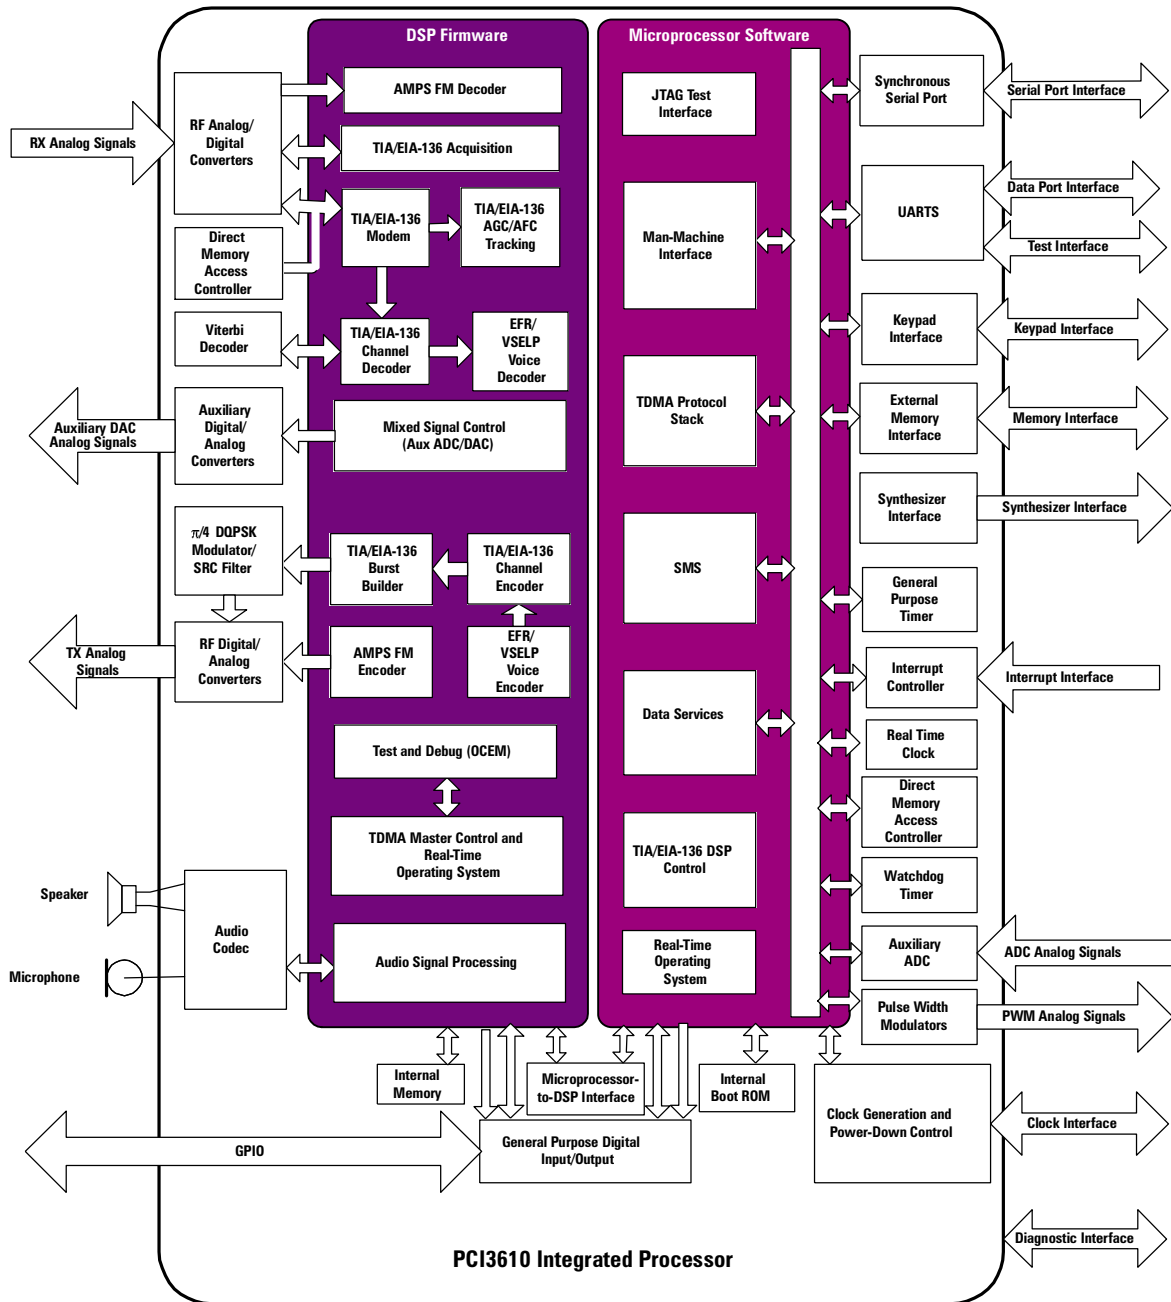 DSP Firmware
Microprocessor Software
AMPS FM Decoder
JTAG Test
Interface
Synchronous
Serial Port
Serial Port Interface
RX Analog Signals
RF Analog/
Digital
Converters
TIA/EIA-136 Acquisition
TIA/EIA-136
Modem
TIA/EIA-136
AGC/AFC
Tracking
Man-Machine
Interface
UARTS
Data Port Interface
Test Interface
Direct
Memory
Access
Controller
Viterbi
Decoder
TIA/EIA-136
Channel
Decoder
EFR/
VSELP
Voice
Decoder
Keypad
Interface
Keypad Interface
Auxiliary DAC
Analog Signals
Auxiliary
Digital/
Analog
Converters
Mixed Signal Control
(Aux ADC/DAC)
TDMA Protocol
Stack
External
Memory
Interface
Memory Interface
Synthesizer
Interface
Synthesizer Interface
π/4 DQPSK
Modulator/
SRC Filter
TIA/EIA-136
Burst
Builder
TIA/EIA-136
Channel
Encoder
SMS
General
Purpose
Timer
TX Analog
Signals
RF Digital/
Analog
Converters
AMPS FM
Encoder
EFR/
VSELP
Voice
Encoder
Interrupt
Controller
Interrupt Interface
Data Services
Real Time
Clock
Test and Debug (OCEM)
Direct
Memory
Access
Controller
TDMA Master Control and
Real-Time
Operating System
TIA/EIA-136 DSP
Control
Watchdog
Timer
Speaker
Audio
Codec
Microphone
Audio Signal Processing
Real-Time
Operating
System
Auxiliary
ADC
ADC Analog Signals
Pulse Width
Modulators
PWM Analog Signals
Internal
Memory
Microprocessor-
to-DSP Interface
Internal
Boot ROM
Clock Generation and
Power-Down Control
Clock Interface
GPIO
General Purpose Digital
Input/Output
Diagnostic Interface
PCI3610 Integrated Processor